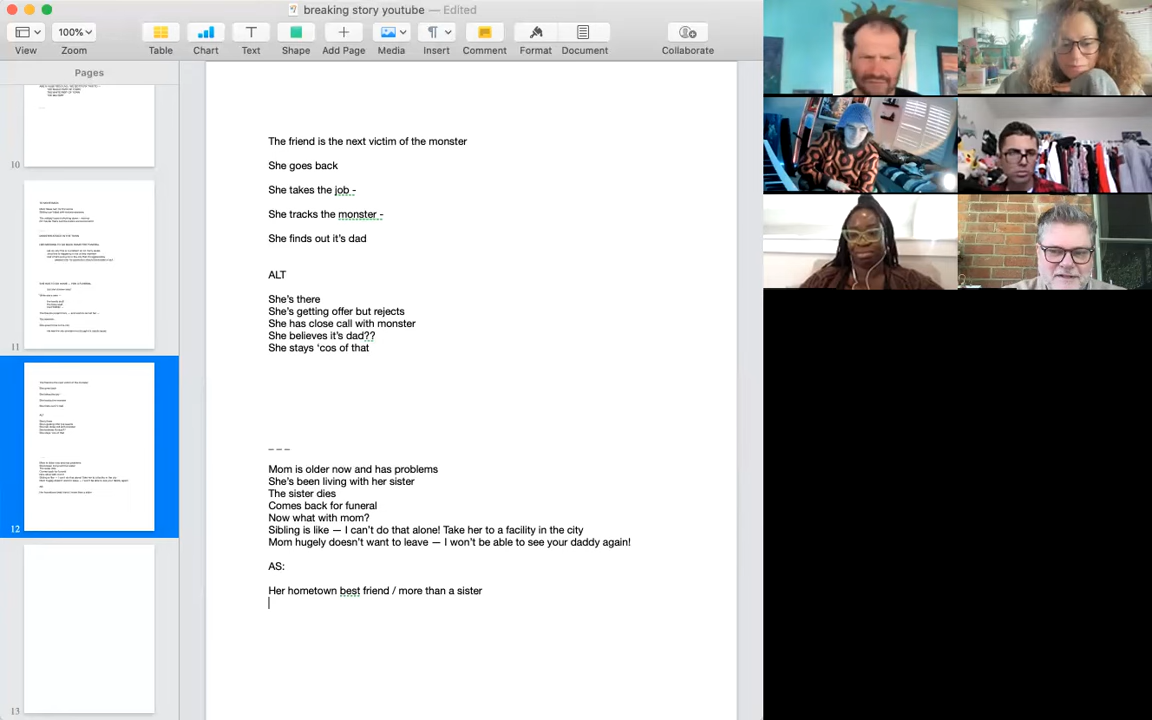 breaking story youtube — Edited
100%
View
Zoom
Table
Chart
Text
Shape
Add Page
Media
Insert
Comment
Format
Document
Collaborate
Pages
10
11
12
13
The friend is the next victim of the monster
She goes back
She takes the job -
She tracks the monster -
She finds out it's dad
ALT
She's there
She's getting offer but rejects
She has close call with monster
She believes it's dad??
She stays ‘cos of that
— — —
Mom is older now and has problems
She's been living with her sister
The sister dies
Comes back for funeral
Now what with mom?
Sibling is like — I can't do that alone! Take her to a facility in the city
Mom hugely doesn't want to leave — I won't be able to see your daddy again!
AS:
Her hometown best friend / more than a sister